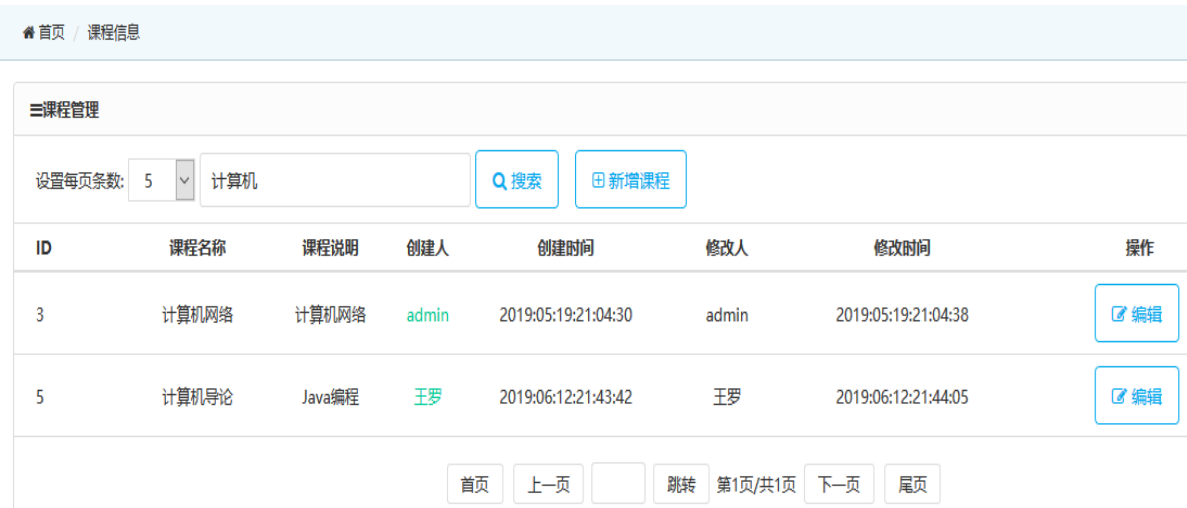 首页 / 课程信息
课程管理
设置每页条数: 5 计算机 搜索 新增课程
ID 课程名称 课程说明 创建人 创建时间 修改人 修改时间 操作
3 计算机网络 计算机网络 admin 2019:05:19:21:04:30 admin 2019:05:19:21:04:38 编辑
5 计算机导论 Java编程 王罗 2019:06:12:21:43:42 王罗 2019:06:12:21:44:05 编辑
首页 上一页 跳转 第1页/共1页 下一页 尾页